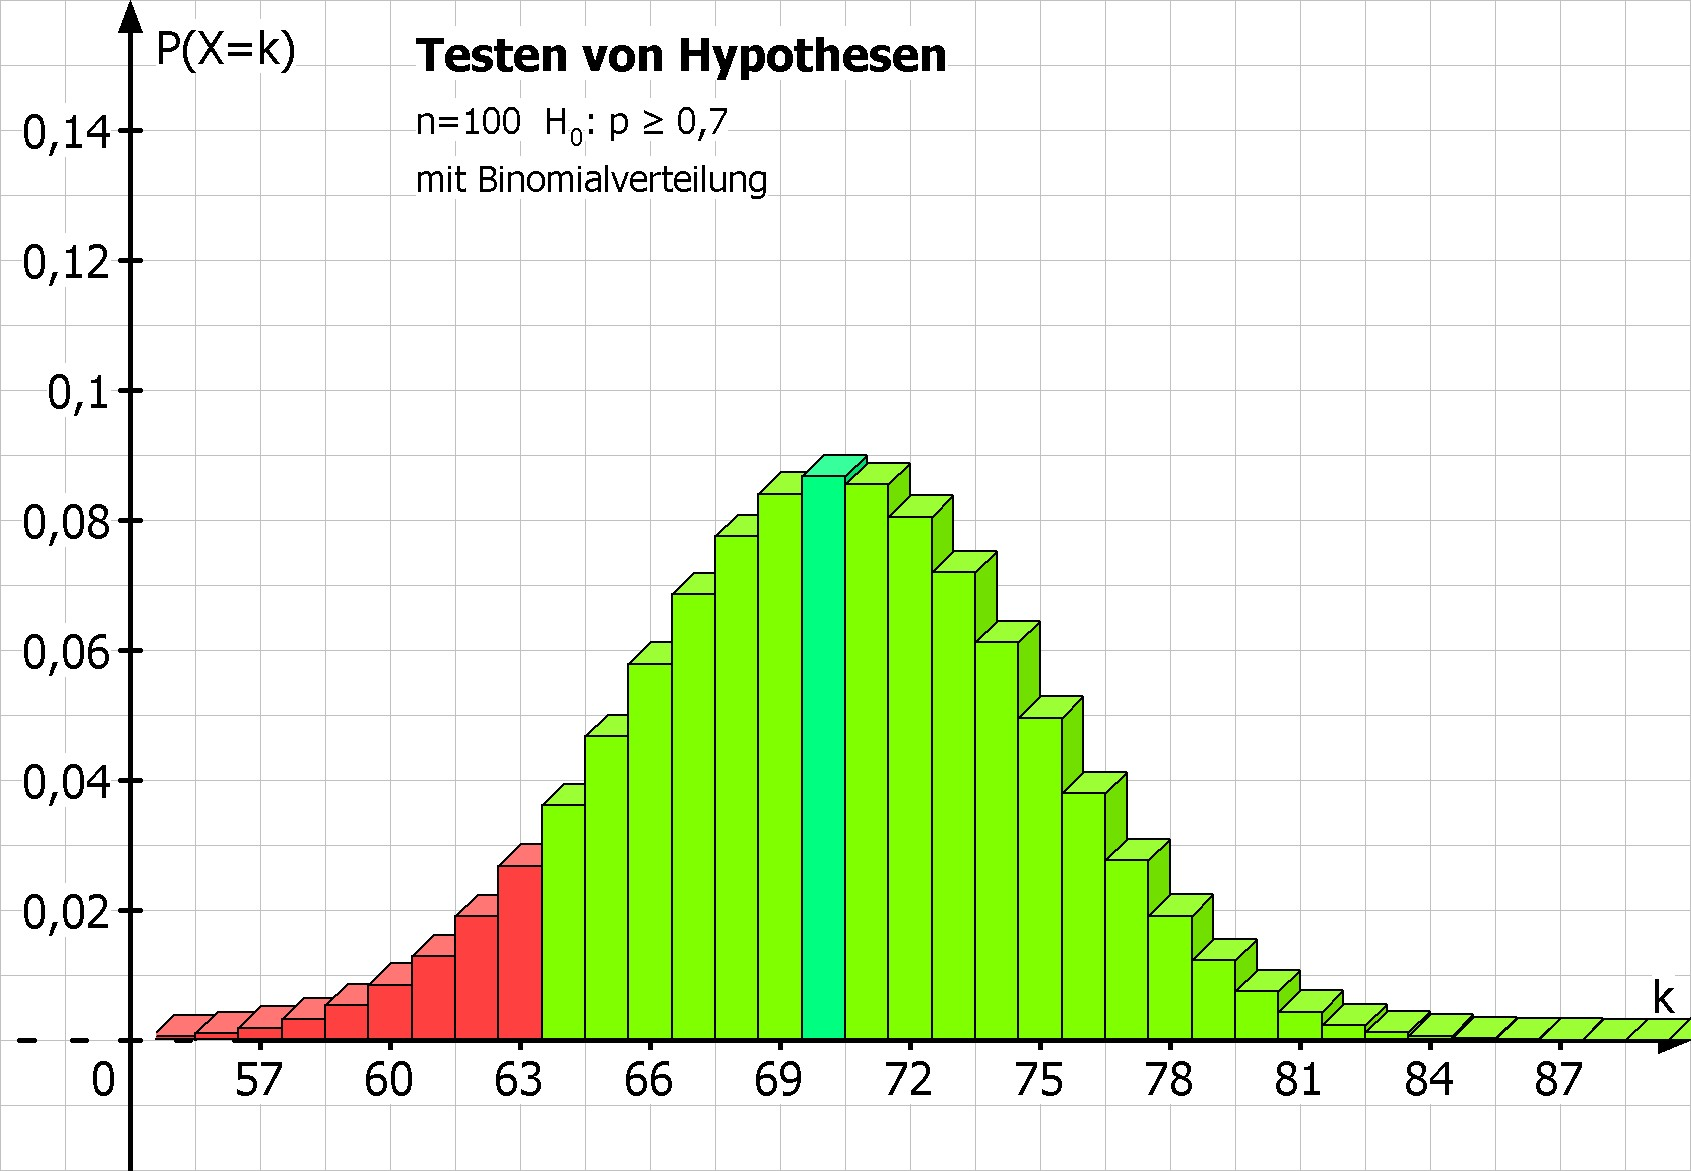 P(X=k)
Testen von Hypothesen
n=100 H₀: p ≥ 0,7
mit Binomialverteilung
0,14
0,12
0,1
0,08
0,06
0,04
0,02
k
0 57 60 63 66 69 72 75 78 81 84 87